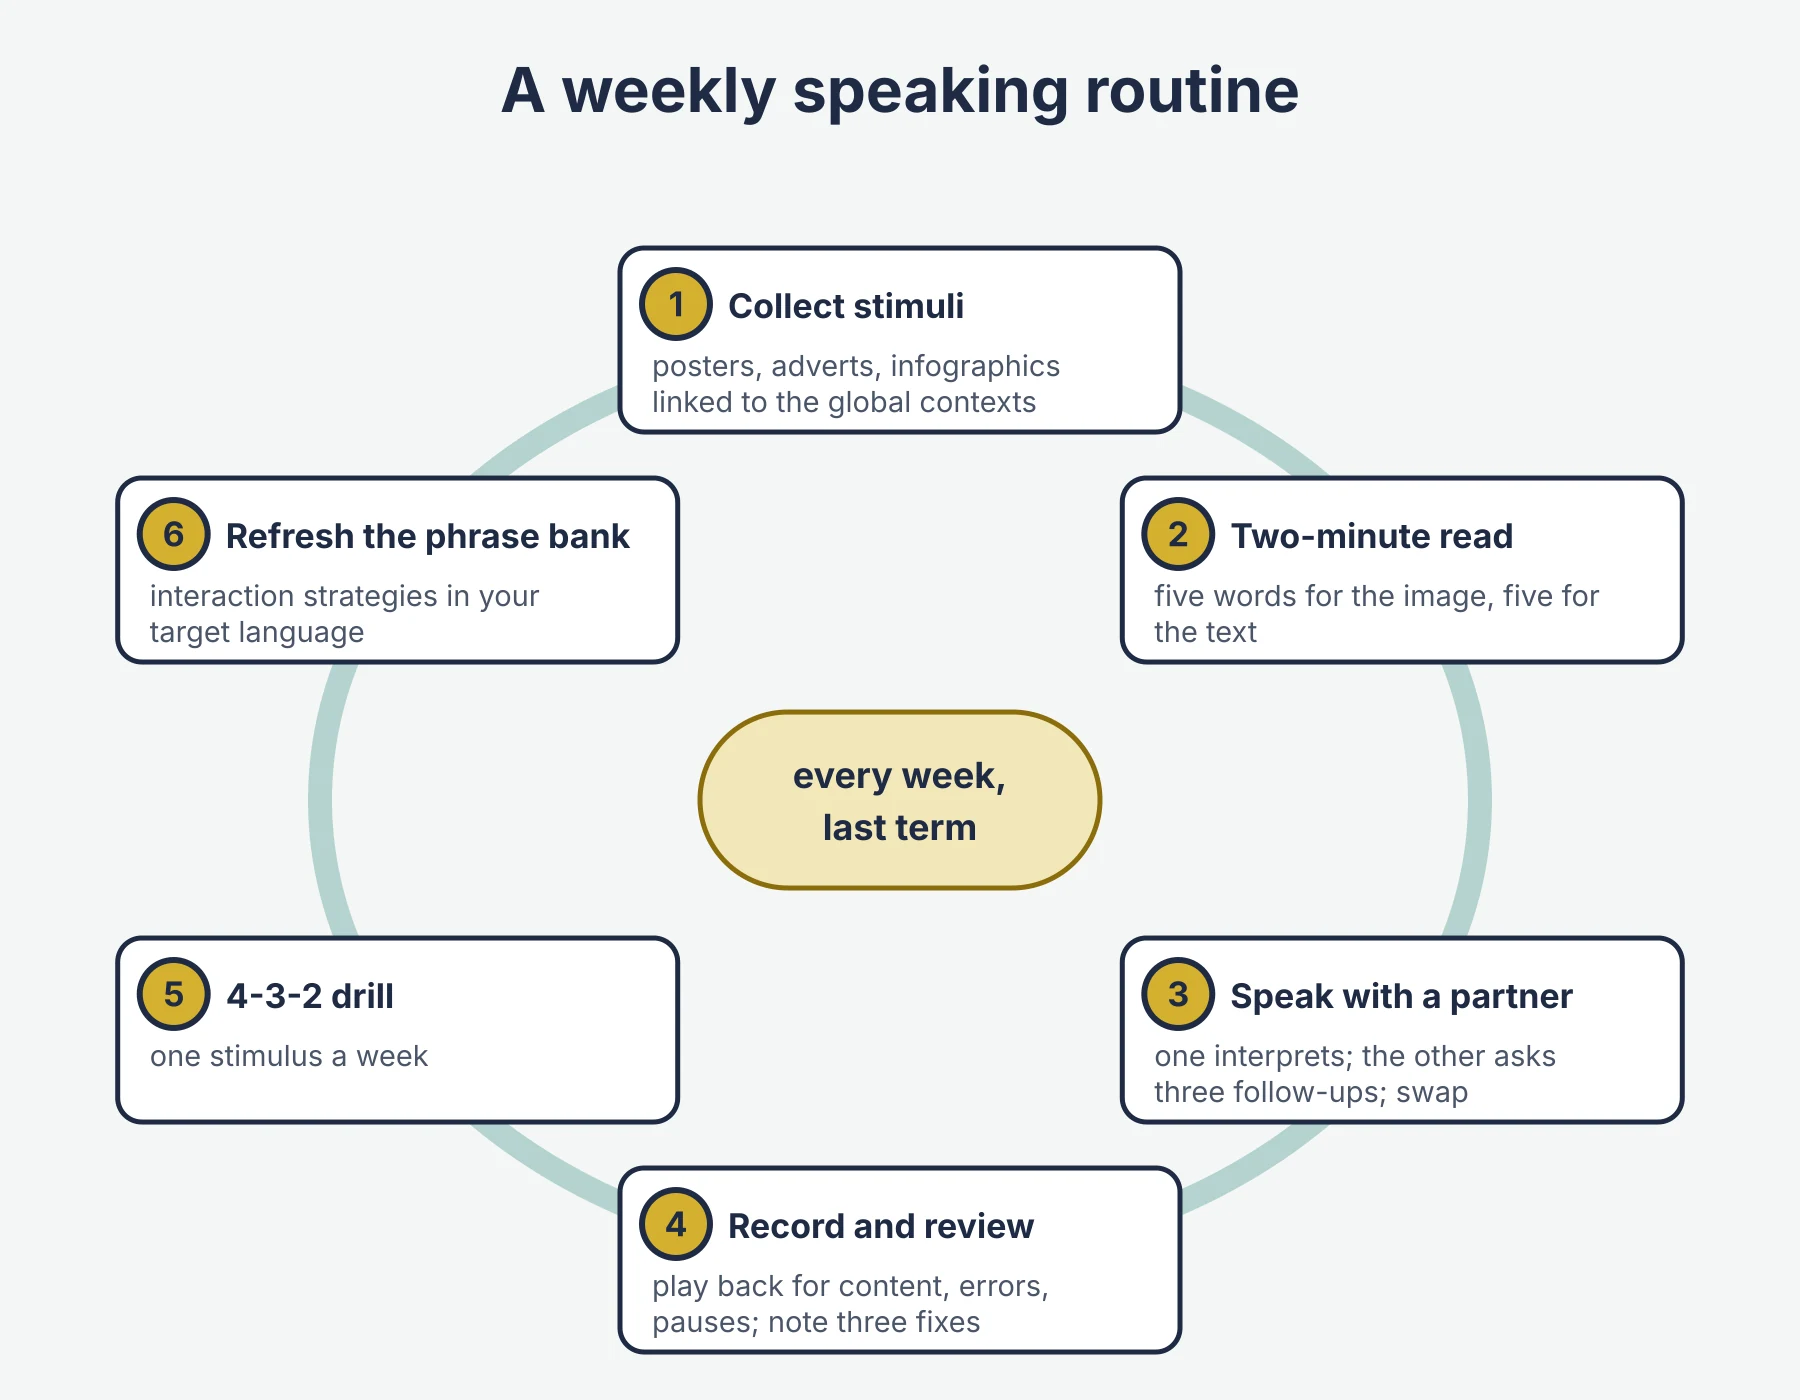 A weekly speaking routine
1 Collect stimuli
posters, adverts, infographics
linked to the global contexts
2 Two-minute read
five words for the image, five for
the text
3 Speak with a partner
one interprets; the other asks
three follow-ups; swap
4 Record and review
play back for content, errors,
pauses; note three fixes
5 4-3-2 drill
one stimulus a week
6 Refresh the phrase bank
interaction strategies in your
target language
every week,
last term